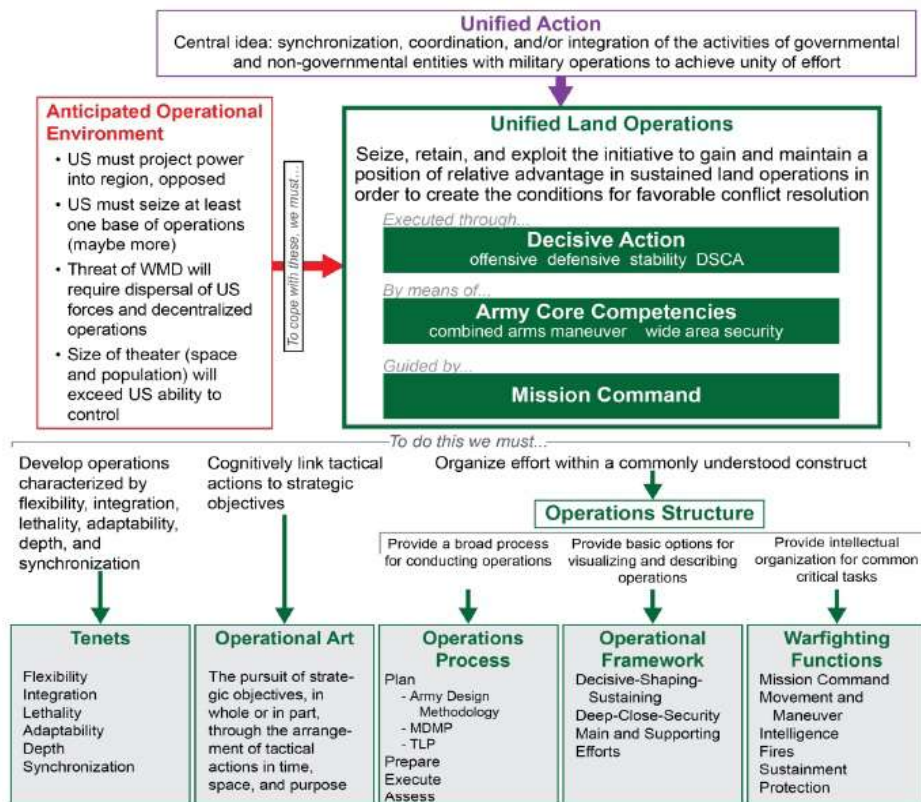 Unified Action
Central idea: synchronization, coordination, and/or integration of the activities of governmental
and non-governmental entities with military operations to achieve unity of effort
Anticipated Operational
Environment
• US must project power
into region, opposed
• US must seize at least
one base of operations
(maybe more)
• Threat of WMD will
require dispersal of US
forces and decentralized
operations
• Size of theater (space
and population) will
exceed US ability to
control
To cope with these, we must...
Unified Land Operations
Seize, retain, and exploit the initiative to gain and maintain a
position of relative advantage in sustained land operations in
order to create the conditions for favorable conflict resolution
Executed through...
Decisive Action
offensive defensive stability DSCA
By means of...
Army Core Competencies
combined arms maneuver wide area security
Guided by...
Mission Command
To do this we must...
Develop operations
characterized by
flexibility, integration,
lethality, adaptability,
depth, and
synchronization
Cognitively link tactical
actions to strategic
objectives
Organize effort within a commonly understood construct
Operations Structure
Provide a broad process
for conducting operations
Provide basic options for
visualizing and describing
operations
Provide intellectual
organization for common
critical tasks
Tenets
Flexibility
Integration
Lethality
Adaptability
Depth
Synchronization
Operational Art
The pursuit of strate-
gic objectives, in
whole or in part,
through the arrange-
ment of tactical
actions in time,
space, and purpose
Operations
Process
Plan
- Army Design
Methodology
- MDMP
- TLP
Prepare
Execute
Assess
Operational
Framework
Decisive-Shaping-
Sustaining
Deep-Close-Security
Main and Supporting
Efforts
Warfighting
Functions
Mission Command
Movement and
Maneuver
Intelligence
Fires
Sustainment
Protection